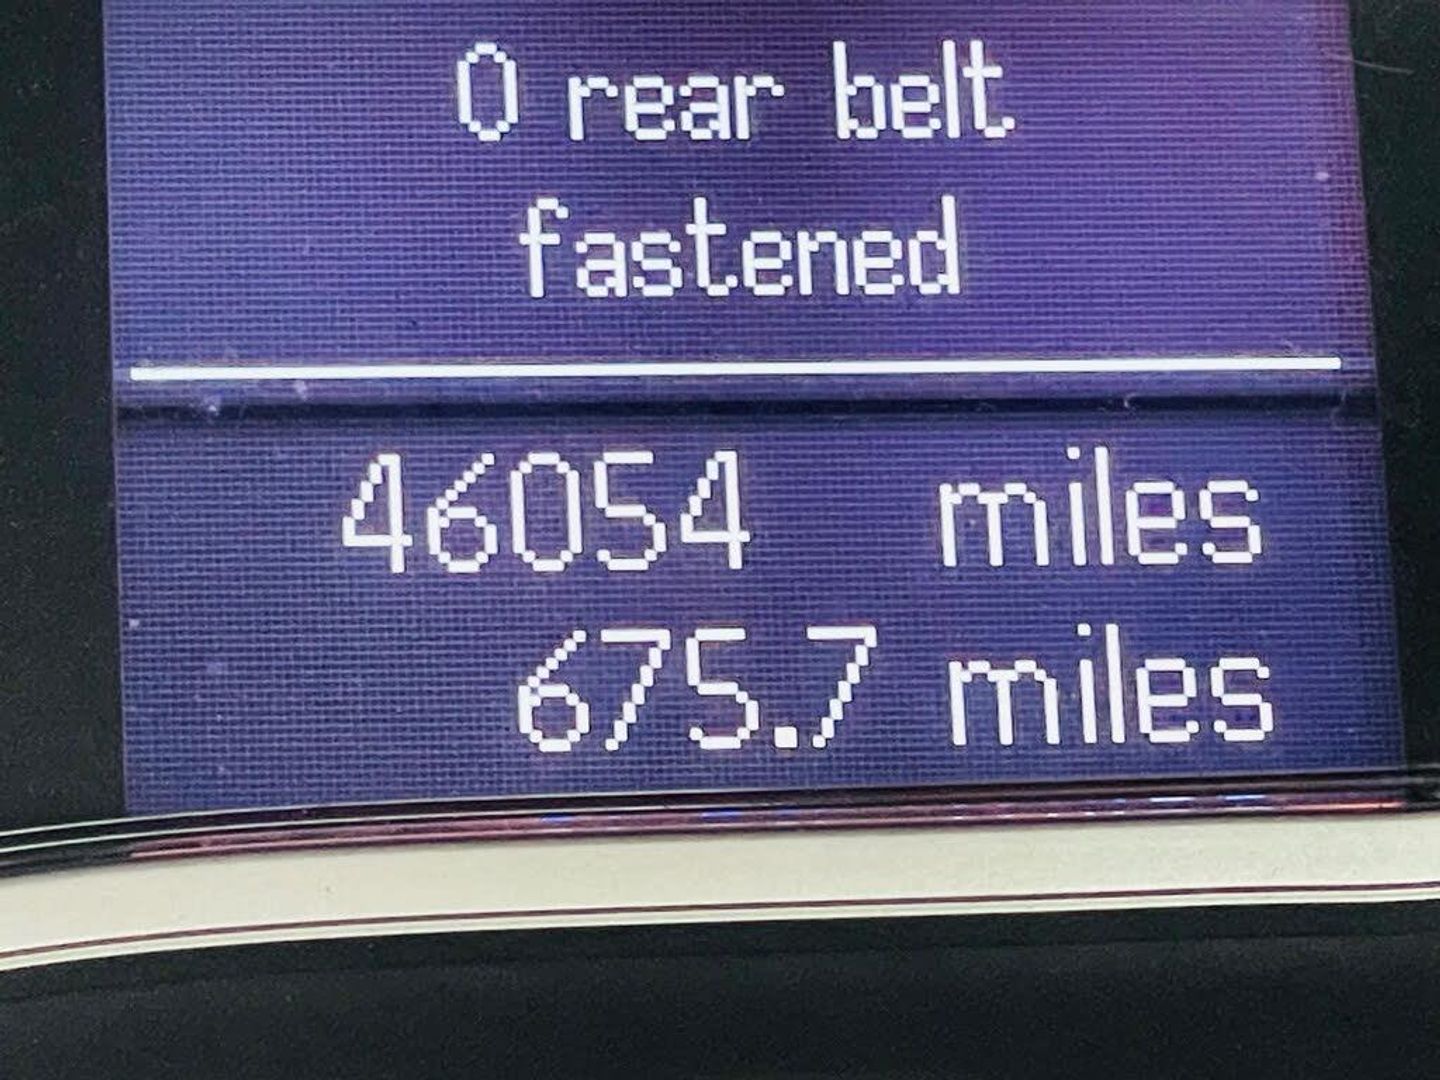 0 rear belt
fastened
46054 miles
675.7 miles